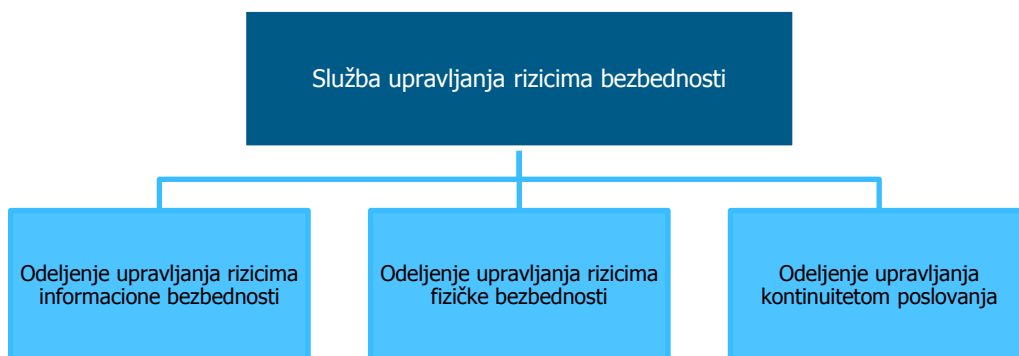 Služba upravljanja rizicima bezbednosti
Odeljenje upravljanja rizicima
informacione bezbednosti
Odeljenje upravljanja rizicima
fizičke bezbednosti
Odeljenje upravljanja
kontinuitetom poslovanja